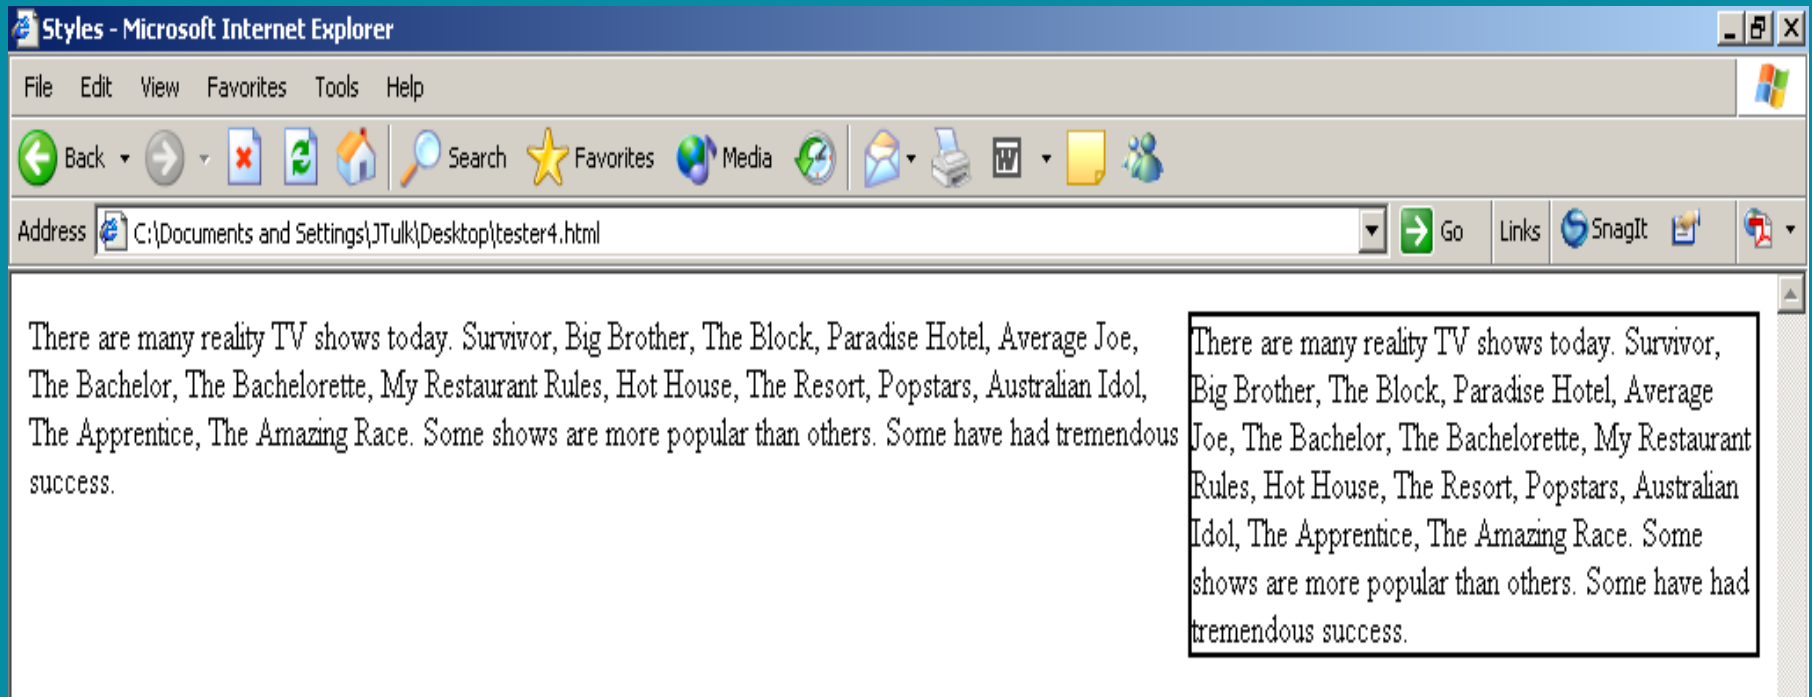 Styles - Microsoft Internet Explorer
File Edit View Favorites Tools Help
Back Search Favorites Media W
Address C:\Documents and Settings\JTulk\Desktop\tester4.html Go Links SnagIt
There are many reality TV shows today. Survivor, Big Brother, The Block, Paradise Hotel, Average Joe,
The Bachelor, The Bachelorette, My Restaurant Rules, Hot House, The Resort, Popstars, Australian Idol,
The Apprentice, The Amazing Race. Some shows are more popular than others. Some have had tremendous
success.
There are many reality TV shows today. Survivor,
Big Brother, The Block, Paradise Hotel, Average
Joe, The Bachelor, The Bachelorette, My Restaurant
Rules, Hot House, The Resort, Popstars, Australian
Idol, The Apprentice, The Amazing Race. Some
shows are more popular than others. Some have had
tremendous success.